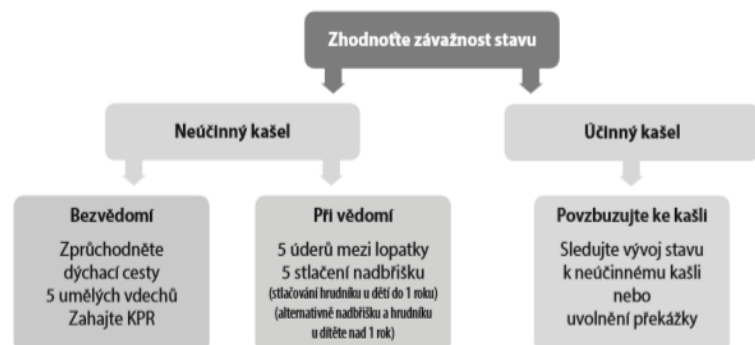 Zhodnoťte závažnost stavu
Neúčinný kašel
Účinný kašel
Bezvědomí
Zprůchodněte
dýchací cesty
5 umělých vdechů
Zahajte KPR
Při vědomí
5 úderů mezi lopatky
5 stlačení nadbřišku
(stlačování hrudníku u dětí do 1 roku)
(alternativně nadbřišku a hrudníku
u dítěte nad 1 rok)
Povzbuzujte ke kašli
Sledujte vývoj stavu
k neúčinnému kašli
nebo
uvolnění překážky